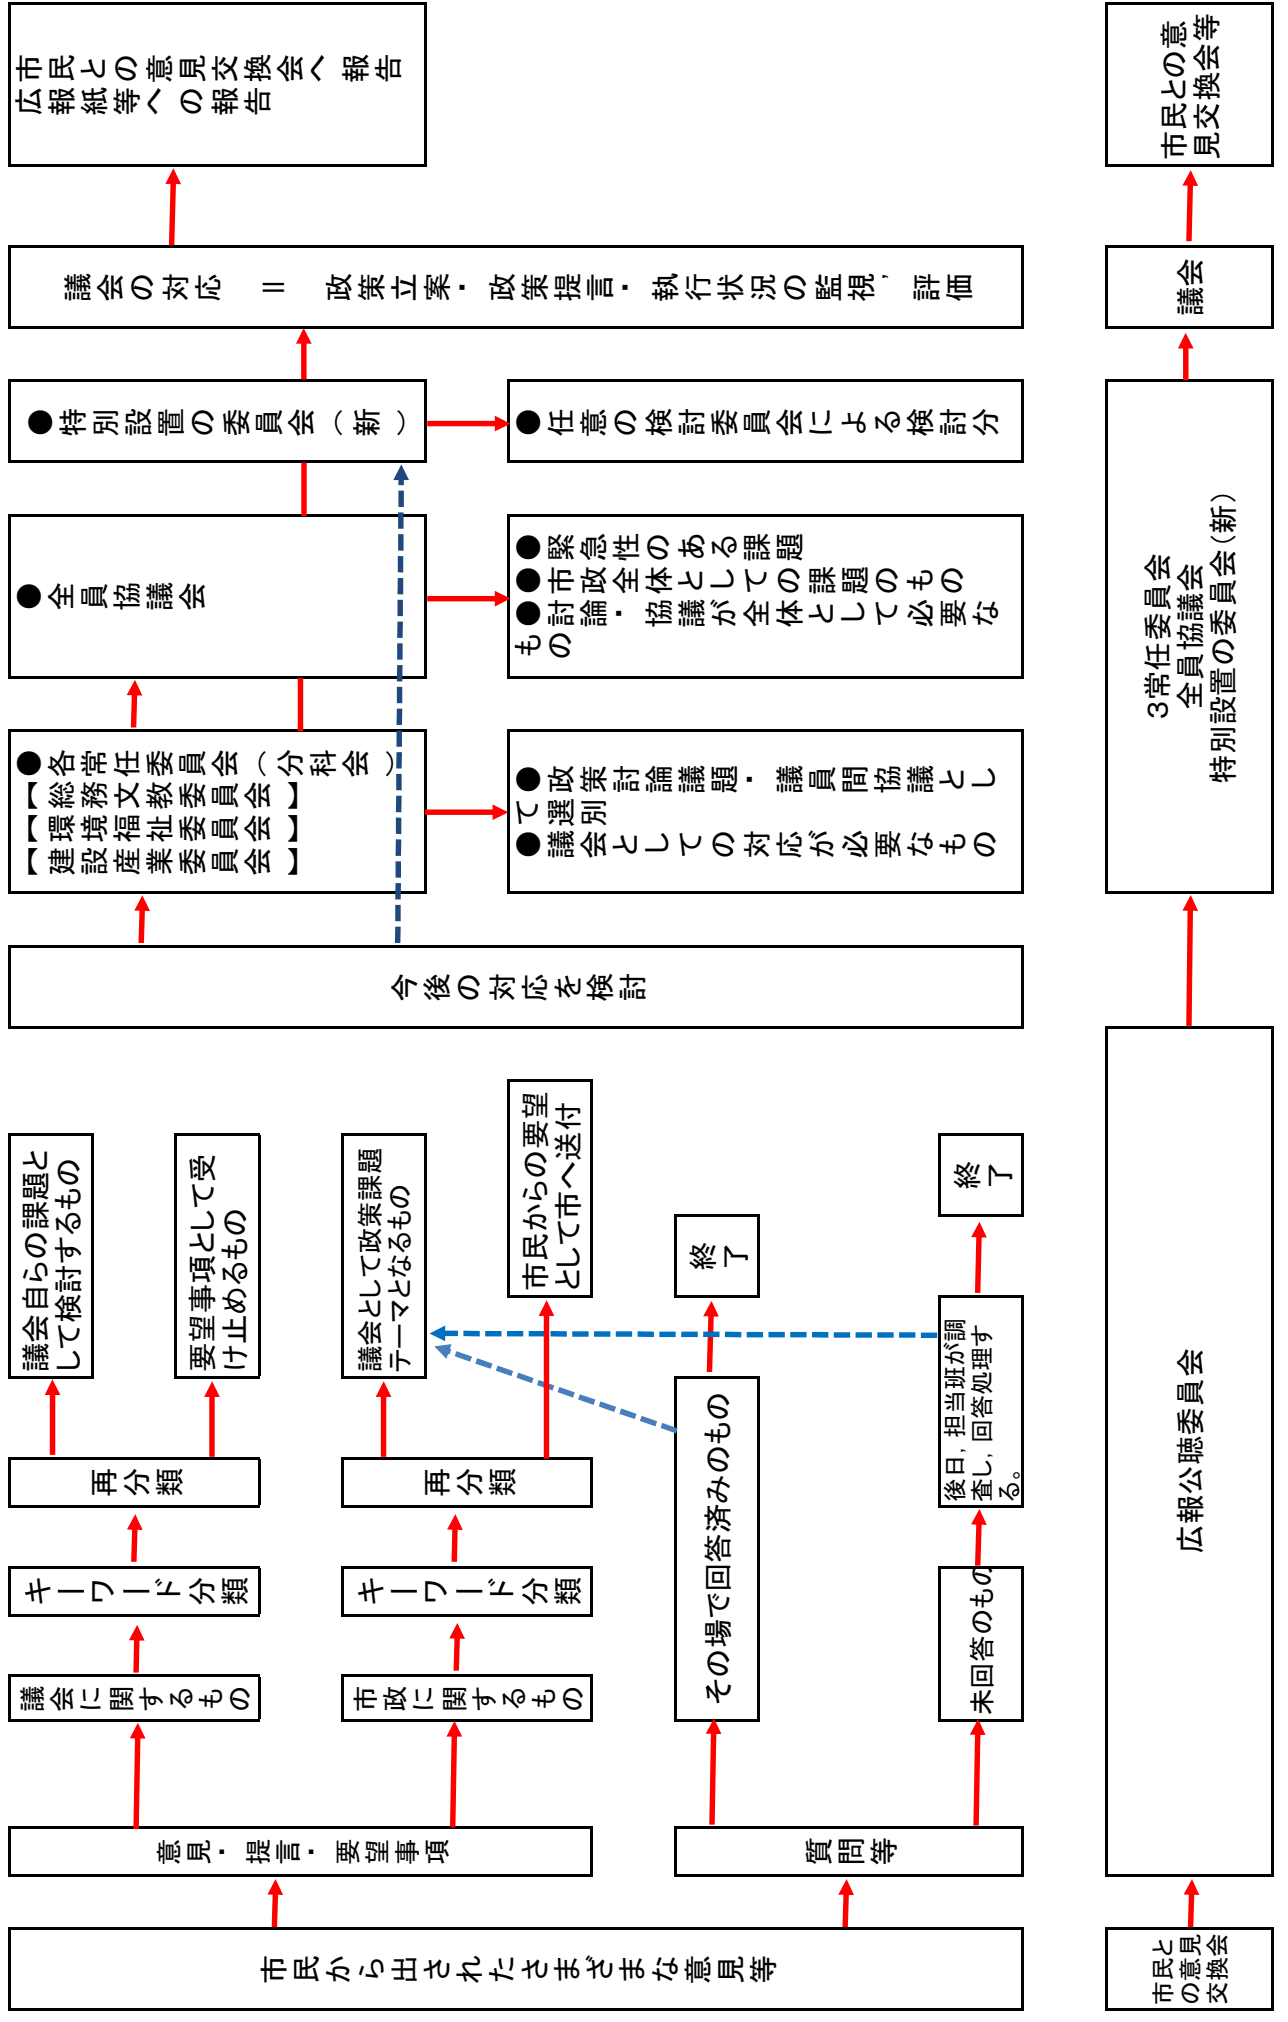 市民から出されたさまざまな意見等
意見・提言・要望事項
質問等
議会に関するもの
市政に関するもの
その場で回答済みのもの
未回答のもの
キーワード分類
キーワード分類
再分類
再分類
後日，担当班が調
査し，回答処理す
る。
議会自らの課題と
して検討するもの
要望事項として受
け止めるもの
議会として政策課題
テーマとなるもの
市民からの要望
として市へ送付
終
了
終
了
今後の対応を検討
●各常任委員会（分科会）
【総務文教委員会】
【環境福祉委員会】
【建設産業委員会】
●政策討論議題・議員間協議とし
て選別
●議会としての対応が必要なもの
●全員協議会
●緊急性のある課題
●市政全体としての課題のもの
●討論・協議が全体として必要な
もの
●特別設置の委員会（新）
●任意の検討委員会による検討分
議会の対応　＝　政策立案・政策提言・執行状況の監視，評価
市民との意見交換会へ報告
広報紙等への報告
市民と
の意見
交換会
広報公聴委員会
３常任委員会
全員協議会
特別設置の委員会（新）
議会
市民との意
見交換会等